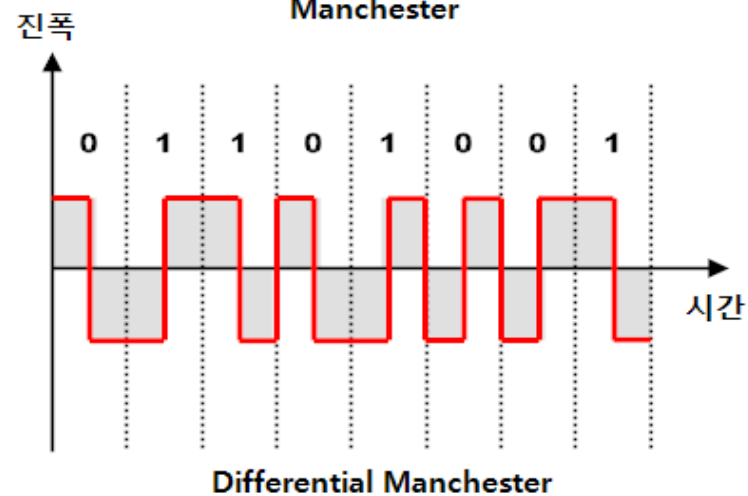 Manchester
진폭
0 1 1 0 1 0 0 1
시간
Differential Manchester